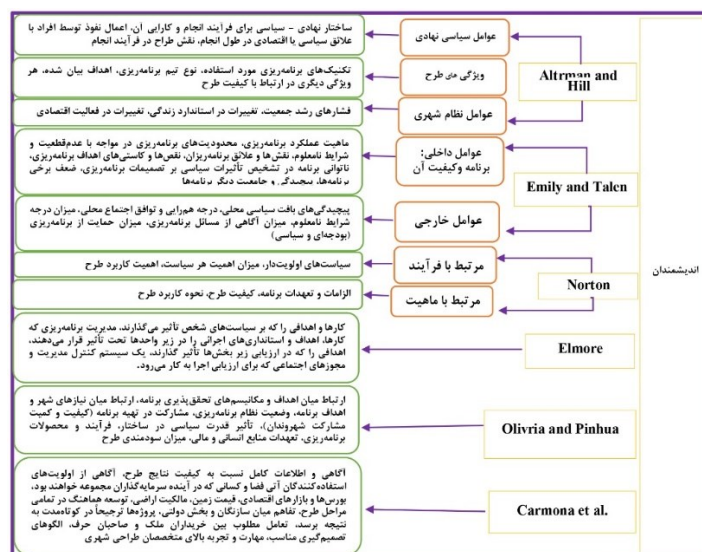 اندیشمندان
Altrman and
Hill
عوامل سیاسی نهادی
ساختار نهادی - سیاسی برای فرآیند انجام و کارایی آن، اعمال نفوذ توسط افراد با
علائق سیاسی یا اقتصادی در طول انجام، نقش طراح در فرآیند انجام
ویژگی های طرح
تکنیک‌های برنامه‌ریزی مورد استفاده، نوع تیم برنامه‌ریزی، اهداف بیان شده، هر
ویژگی دیگری در ارتباط با کیفیت طرح
عوامل نظام شهری
فشارهای رشد جمعیت، تغییرات در استاندارد زندگی، تغییرات در فعالیت اقتصادی
Emily and Talen
عوامل داخلی:
برنامه وکیفیت آن
ماهیت عملکرد برنامه‌ریزی، محدودیت‌های برنامه‌ریزی در مواجه با عدم‌قطعیت و
شرایط نامعلوم، نقش‌ها و علائق برنامه‌ریزان، نقص‌ها و کاستی‌های اهداف برنامه‌ریزی،
ناتوانی برنامه در تشخیص تأثیرات سیاسی بر تصمیمات برنامه‌ریزی، ضعف برخی
برنامه‌ها، پیچیدگی و جامعیت دیگر برنامه‌ها
عوامل خارجی
پیچیدگی‌های بافت سیاسی محلی، درجه هم‌رایی و توافق اجتماع محلی، میزان درجه
شرایط نامعلوم، میزان آگاهی از مسائل برنامه‌ریزی، میزان حمایت از برنامه‌ریزی
(بودجه‌ای و سیاسی)
Norton
مرتبط با فرآیند
سیاست‌های اولویت‌دار، میزان اهمیت هر سیاست، اهمیت کاربرد طرح
مرتبط با ماهیت
الزامات و تعهدات برنامه، کیفیت طرح، نحوه کاربرد طرح
Elmore
کارها و اهدافی را که بر سیاست‌های شخص تأثیر می‌گذارند، مدیریت برنامه‌ریزی که
کارها، اهداف و استانداری‌های اجرائی را در زیر واحدها تحت تأثیر قرار می‌دهند،
اهدافی را که در ارزیابی زیر بخش‌ها تأثیر گذارند، یک سیستم کنترل مدیریت و
مجوزهای اجتماعی که برای ارزیابی اجرا به کار می‌رود.
Olivria and Pinhua
ارتباط میان اهداف و مکانیسم‌های تحقق‌پذیری برنامه، ارتباط میان نیازهای شهر و
اهداف برنامه، وضعیت نظام برنامه‌ریزی، مشارکت در تهیه برنامه (کیفیت و کمیت
مشارکت شهروندان)، تأثیر قدرت سیاسی در ساختار، فرآیند و محصولات
برنامه‌ریزی، تعهدات منابع انسانی و مالی، میزان سودمندی طرح
Carmona et al.
آگاهی و اطلاعات کامل نسبت به کیفیت نتایج طرح، آگاهی از اولویت‌های
استفاده‌کنندگان آتی فضا و کسانی که در آینده سرمایه‌گذاران مجموعه خواهند بود،
بورس‌ها و بازارهای اقتصادی، قیمت زمین، مالکیت اراضی، توسعه هماهنگ در تمامی
مراحل طرح، تفاهم میان سازنگان و بخش دولتی، پروژه‌ها ترجیحاً در کوتاه‌مدت به
نتیجه برسد، تعامل مطلوب بین خریداران ملک و صاحبان حرف، الگوهای
تصمیم‌گیری مناسب، مهارت و تجربه بالای متخصصان طراحی شهری